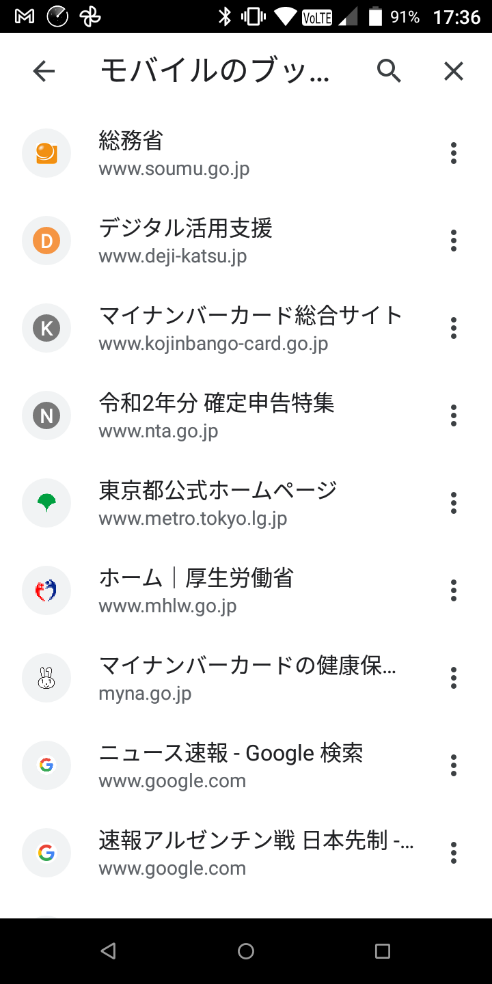 VoLTE 91% 17:36
モバイルのブッ...
総務省
www.soumu.go.jp
D
デジタル活用支援
www.deji-katsu.jp
K
マイナンバーカード総合サイト
www.kojinbango-card.go.jp
N
令和2年分 確定申告特集
www.nta.go.jp
東京都公式ホームページ
www.metro.tokyo.lg.jp
ホーム｜厚生労働省
www.mhlw.go.jp
マイナンバーカードの健康保...
myna.go.jp
G
ニュース速報 - Google 検索
www.google.com
G
速報アルゼンチン戦 日本先制 -...
www.google.com